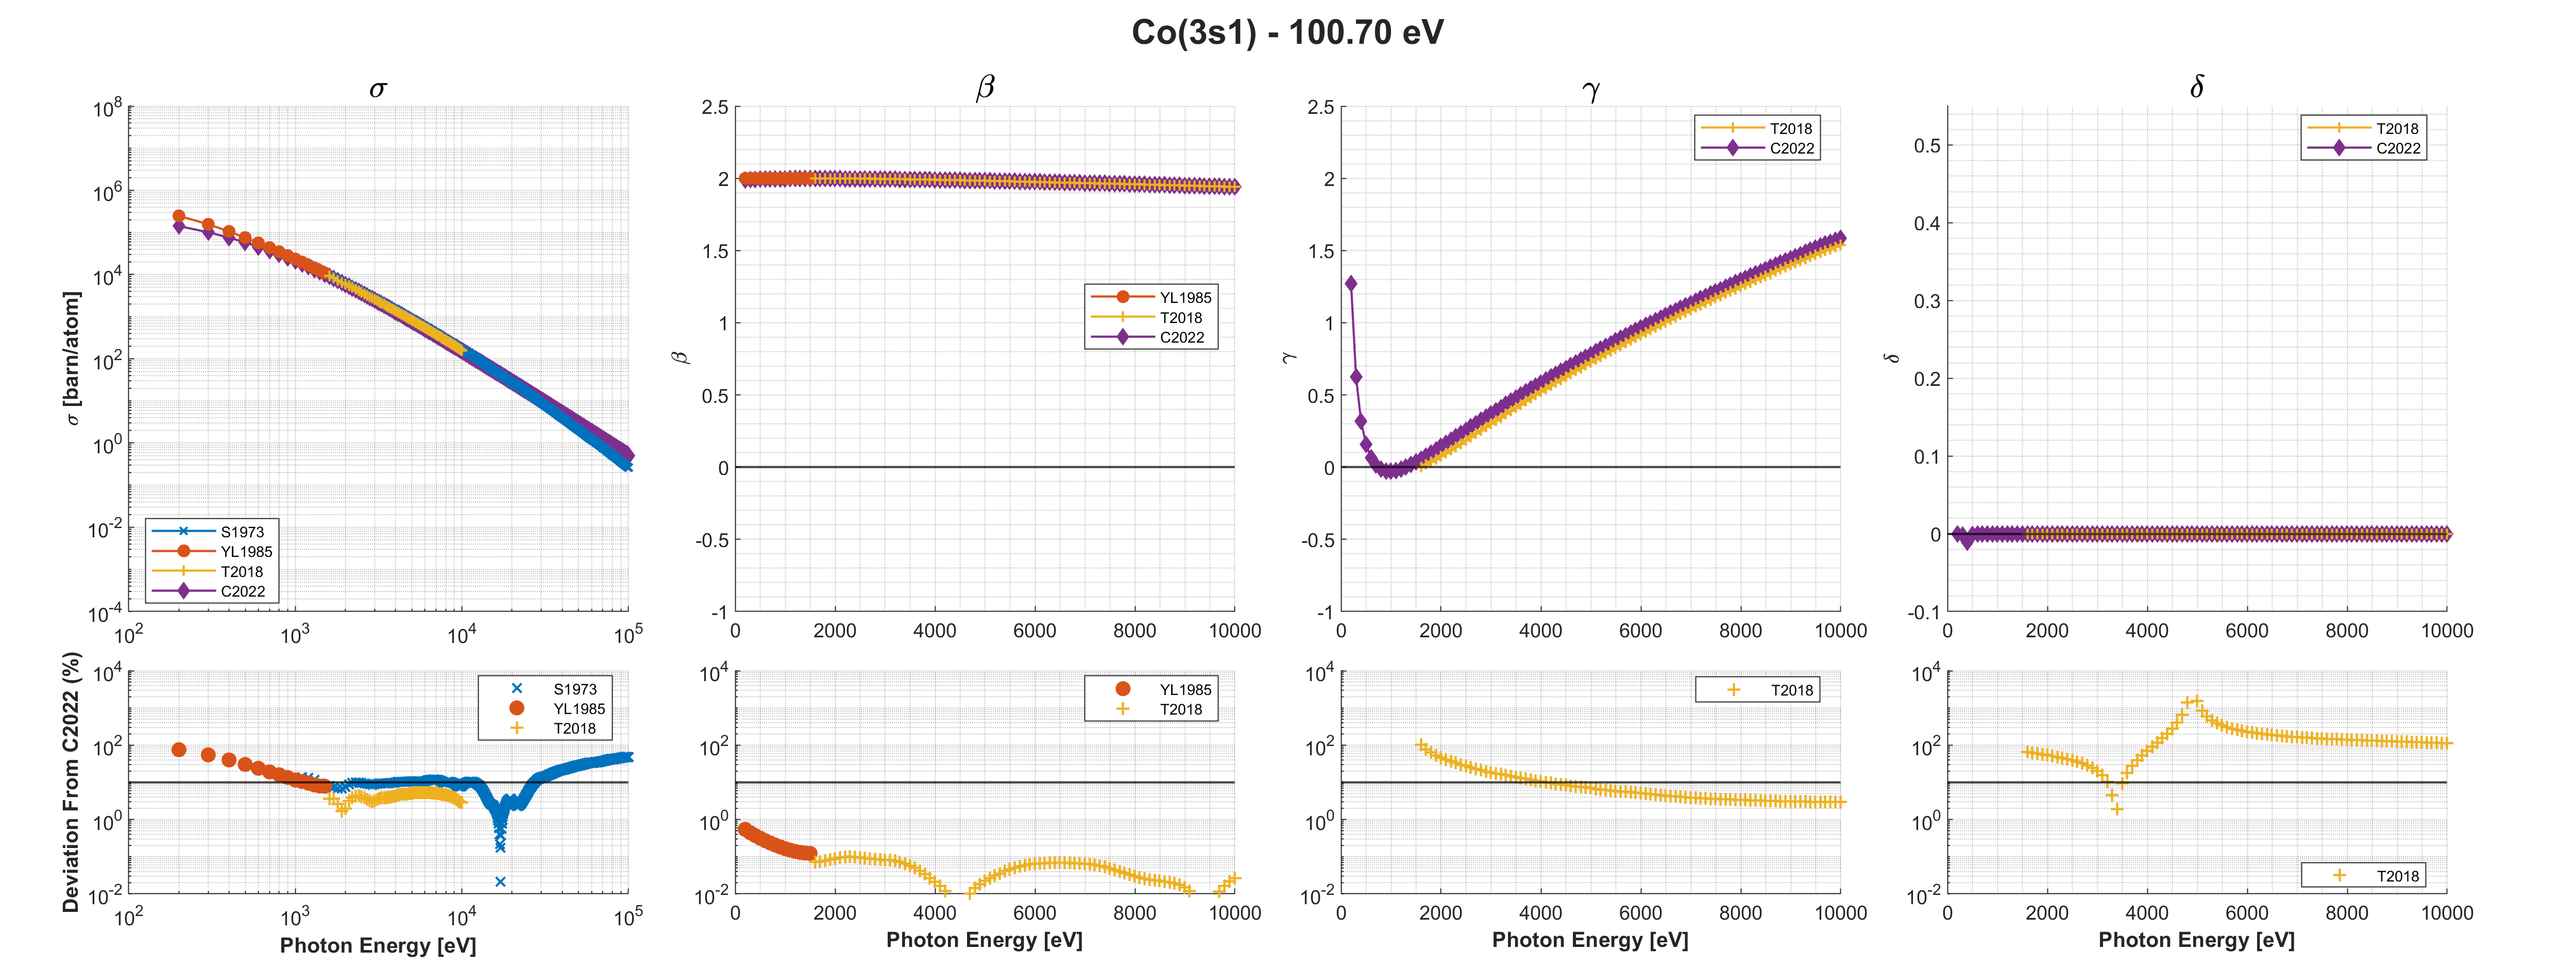 Co(3s1) - 100.70 eV
σ
10^8
10^6
10^4
10^2
10^0
10^-2
10^-4
σ [barn/atom]
S1973
YL1985
T2018
C2022
10^2 10^3 10^4 10^5
β
2.5
2
1.5
1
0.5
0
-0.5
-1
β
YL1985
T2018
C2022
0 2000 4000 6000 8000 10000
γ
2.5
2
1.5
1
0.5
0
-0.5
-1
γ
T2018
C2022
0 2000 4000 6000 8000 10000
δ
0.5
0.4
0.3
0.2
0.1
0
-0.1
δ
T2018
C2022
0 2000 4000 6000 8000 10000
Deviation From C2022 (%)
10^4
10^2
10^0
10^-2
S1973
YL1985
T2018
10^2 10^3 10^4 10^5
Photon Energy [eV]
10^4
10^2
10^0
10^-2
YL1985
T2018
0 2000 4000 6000 8000 10000
Photon Energy [eV]
10^4
10^2
10^0
10^-2
T2018
0 2000 4000 6000 8000 10000
Photon Energy [eV]
10^4
10^2
10^0
10^-2
T2018
0 2000 4000 6000 8000 10000
Photon Energy [eV]